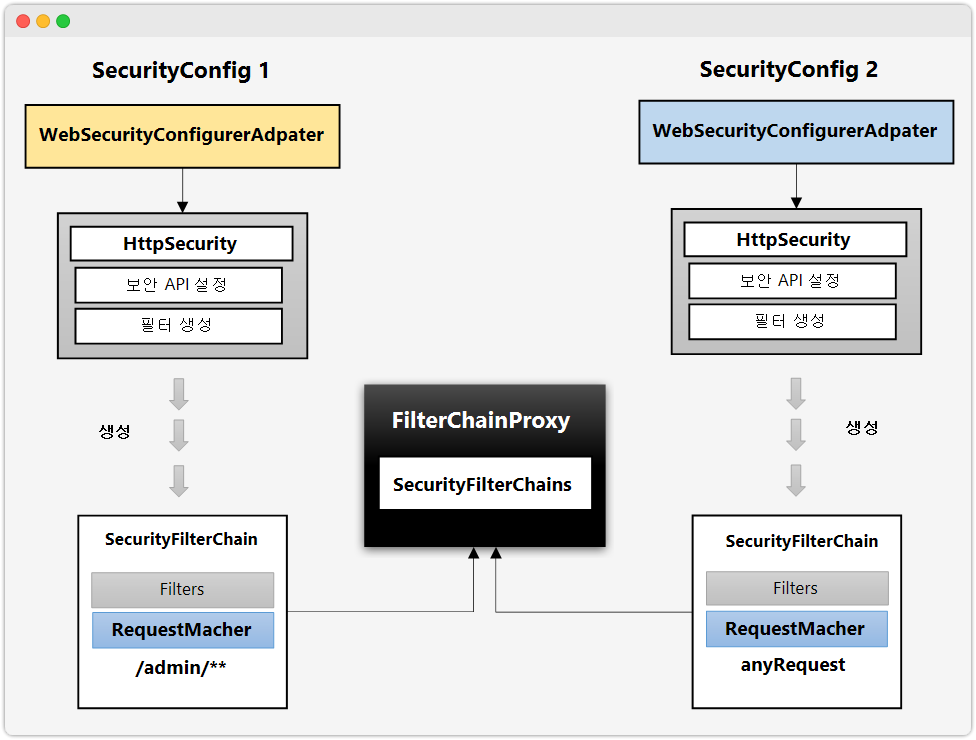 SecurityConfig 1
WebSecurityConfigurerAdpater
HttpSecurity
보안 API 설정
필터 생성
생성
SecurityFilterChain
Filters
RequestMacher
/admin/**
FilterChainProxy
SecurityFilterChains
SecurityConfig 2
WebSecurityConfigurerAdpater
HttpSecurity
보안 API 설정
필터 생성
생성
SecurityFilterChain
Filters
RequestMacher
anyRequest